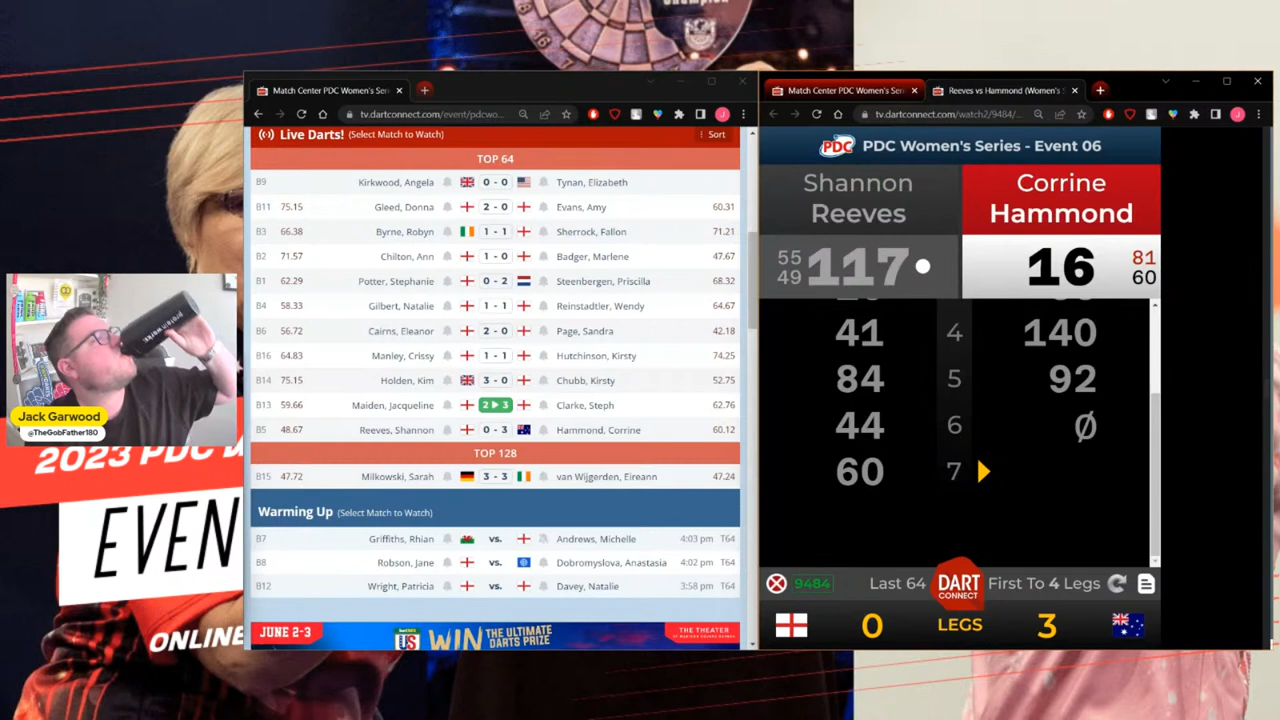 Match Center PDC Women's Seri
tv.dartconnect.com/event/pdcwo...
Live Darts! (Select Match to Watch)
Sort
TOP 64
B9 Kirkwood, Angela 0 - 0 Tynan, Elizabeth
B11 75.15 Gleed, Donna 2 - 0 Evans, Amy 60.31
B3 66.38 Byrne, Robyn 1 - 1 Sherrock, Fallon 71.21
B2 71.57 Chilton, Ann 1 - 0 Badger, Marlene 47.67
B1 62.29 Potter, Stephanie 0 - 2 Steenbergen, Priscilla 68.32
B4 58.33 Gilbert, Natalie 1 - 1 Reinstadtler, Wendy 64.67
B6 56.72 Cairns, Eleanor 2 - 0 Page, Sandra 42.18
B16 64.83 Manley, Crissy 1 - 1 Hutchinson, Kirsty 74.25
B14 75.15 Holden, Kim 3 - 0 Chubb, Kirsty 52.75
B13 59.66 Maiden, Jacqueline 2 ▶ 3 Clarke, Steph 62.76
B5 48.67 Reeves, Shannon 0 - 3 Hammond, Corrine 60.12
TOP 128
B15 47.72 Milkowski, Sarah 3 - 3 van Wijgerden, Eireann 47.24
Warming Up (Select Match to Watch)
B7 Griffiths, Rhian vs. Andrews, Michelle 4:03 pm T64
B8 Robson, Jane vs. Dobromyslova, Anastasia 4:02 pm T64
B12 Wright, Patricia vs. Davey, Natalie 3:58 pm T64
JUNE 2-3
US
WIN THE ULTIMATE
DARTS PRIZE
THE THEATER
Match Center PDC Women's Seri
Reeves vs Hammond (Women's S
tv.dartconnect.com/watch2/9484/...
PDC PDC Women's Series - Event 06
Shannon
Reeves
Corrine
Hammond
55
49
117
16
81
60
41 4 140
84 5 92
44 6 Ø
60 7
9484 Last 64 DART CONNECT First To 4 Legs
0 LEGS 3
Jack Garwood
@TheGobFather180
2023 PDC W
EVEN
ONLINE